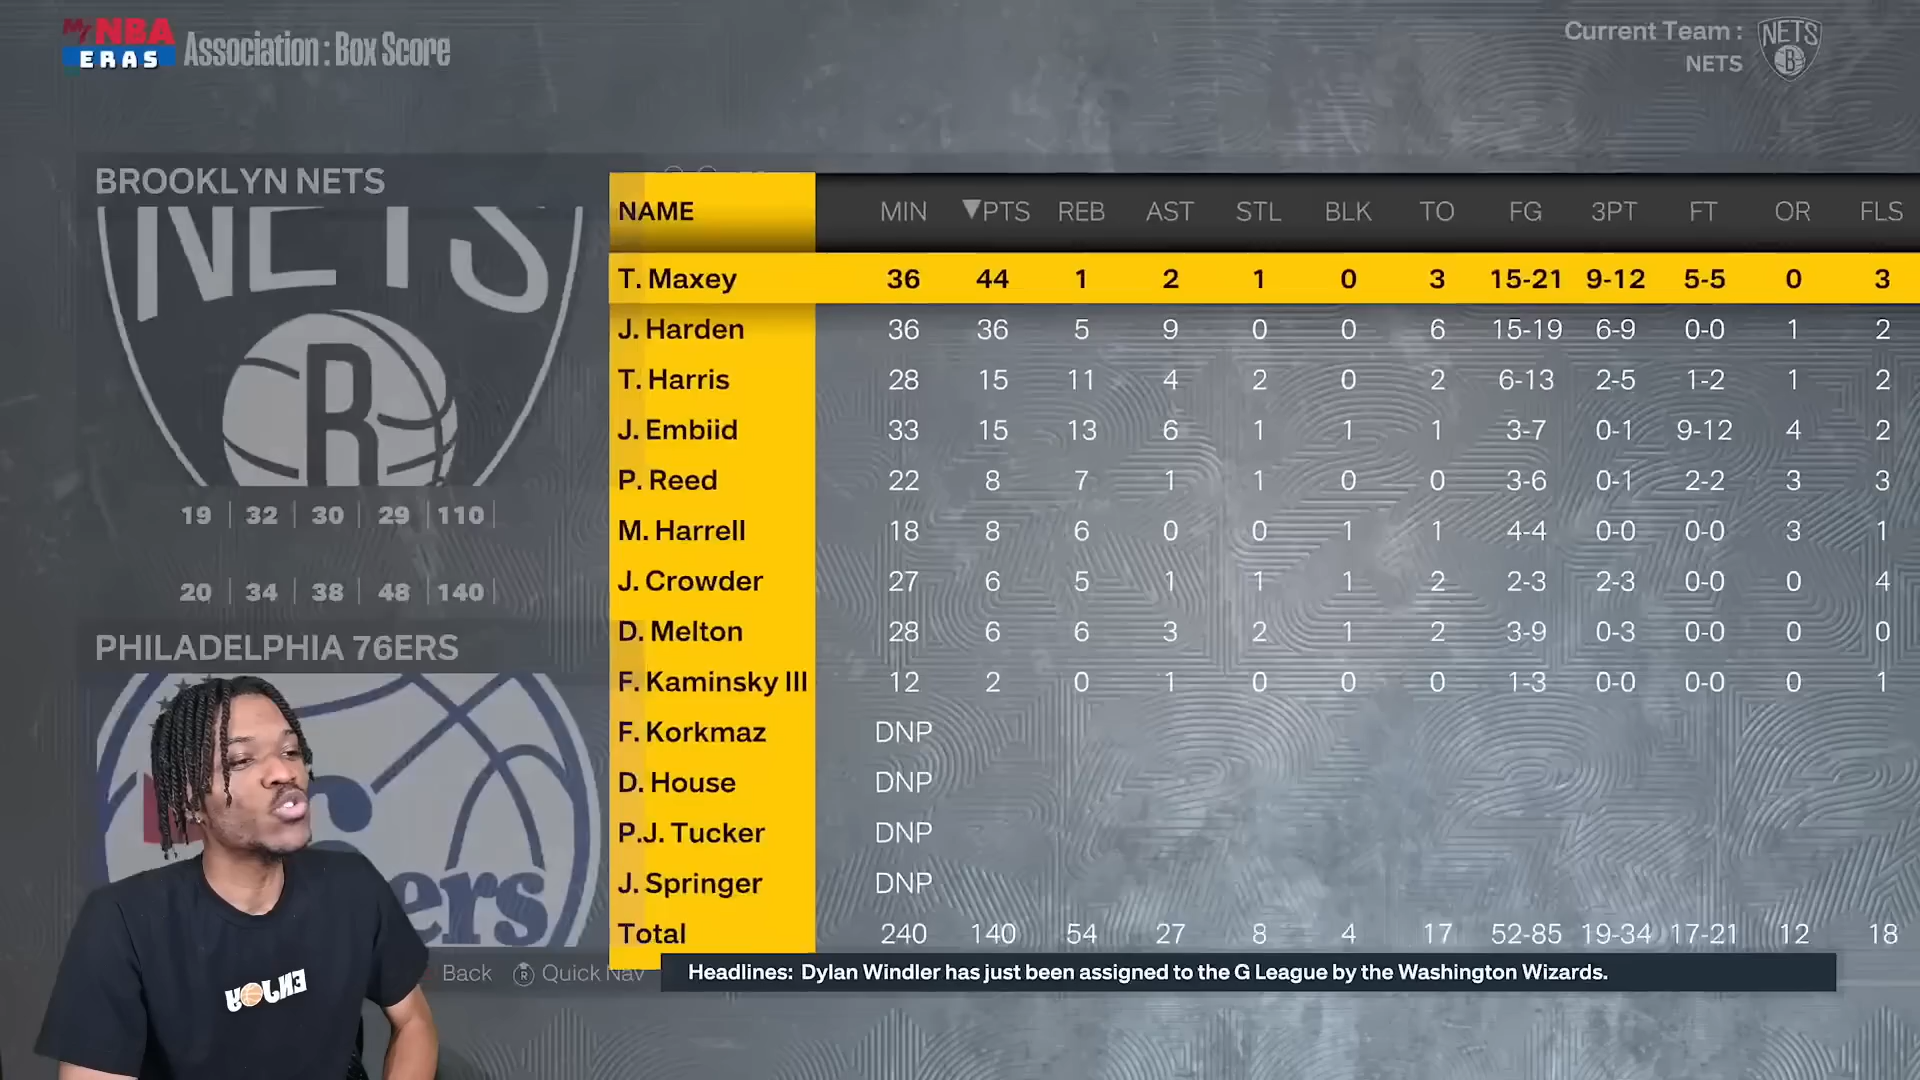 My NBA
ERAS
Association : Box Score
Current Team :
NETS
NETS
B
BROOKLYN NETS
NETS
B
19 | 32 | 30 | 29 | 110 |
20 | 34 | 38 | 48 | 140 |
PHILADELPHIA 76ERS
6
ers
NAME MIN ▼PTS REB AST STL BLK TO FG 3PT FT OR FLS
T. Maxey 36 44 1 2 1 0 3 15-21 9-12 5-5 0 3
J. Harden 36 36 5 9 0 0 6 15-19 6-9 0-0 1 2
T. Harris 28 15 11 4 2 0 2 6-13 2-5 1-2 1 2
J. Embiid 33 15 13 6 1 1 1 3-7 0-1 9-12 4 2
P. Reed 22 8 7 1 1 0 0 3-6 0-1 2-2 3 3
M. Harrell 18 8 6 0 0 1 1 4-4 0-0 0-0 3 1
J. Crowder 27 6 5 1 1 1 2 2-3 2-3 0-0 0 4
D. Melton 28 6 6 3 2 1 2 3-9 0-3 0-0 0 0
F. Kaminsky III 12 2 0 1 0 0 0 1-3 0-0 0-0 0 1
F. Korkmaz DNP
D. House DNP
P.J. Tucker DNP
J. Springer DNP
Total 240 140 54 27 8 4 17 52-85 19-34 17-21 12 18
Back R Quick Nav
Headlines: Dylan Windler has just been assigned to the G League by the Washington Wizards.